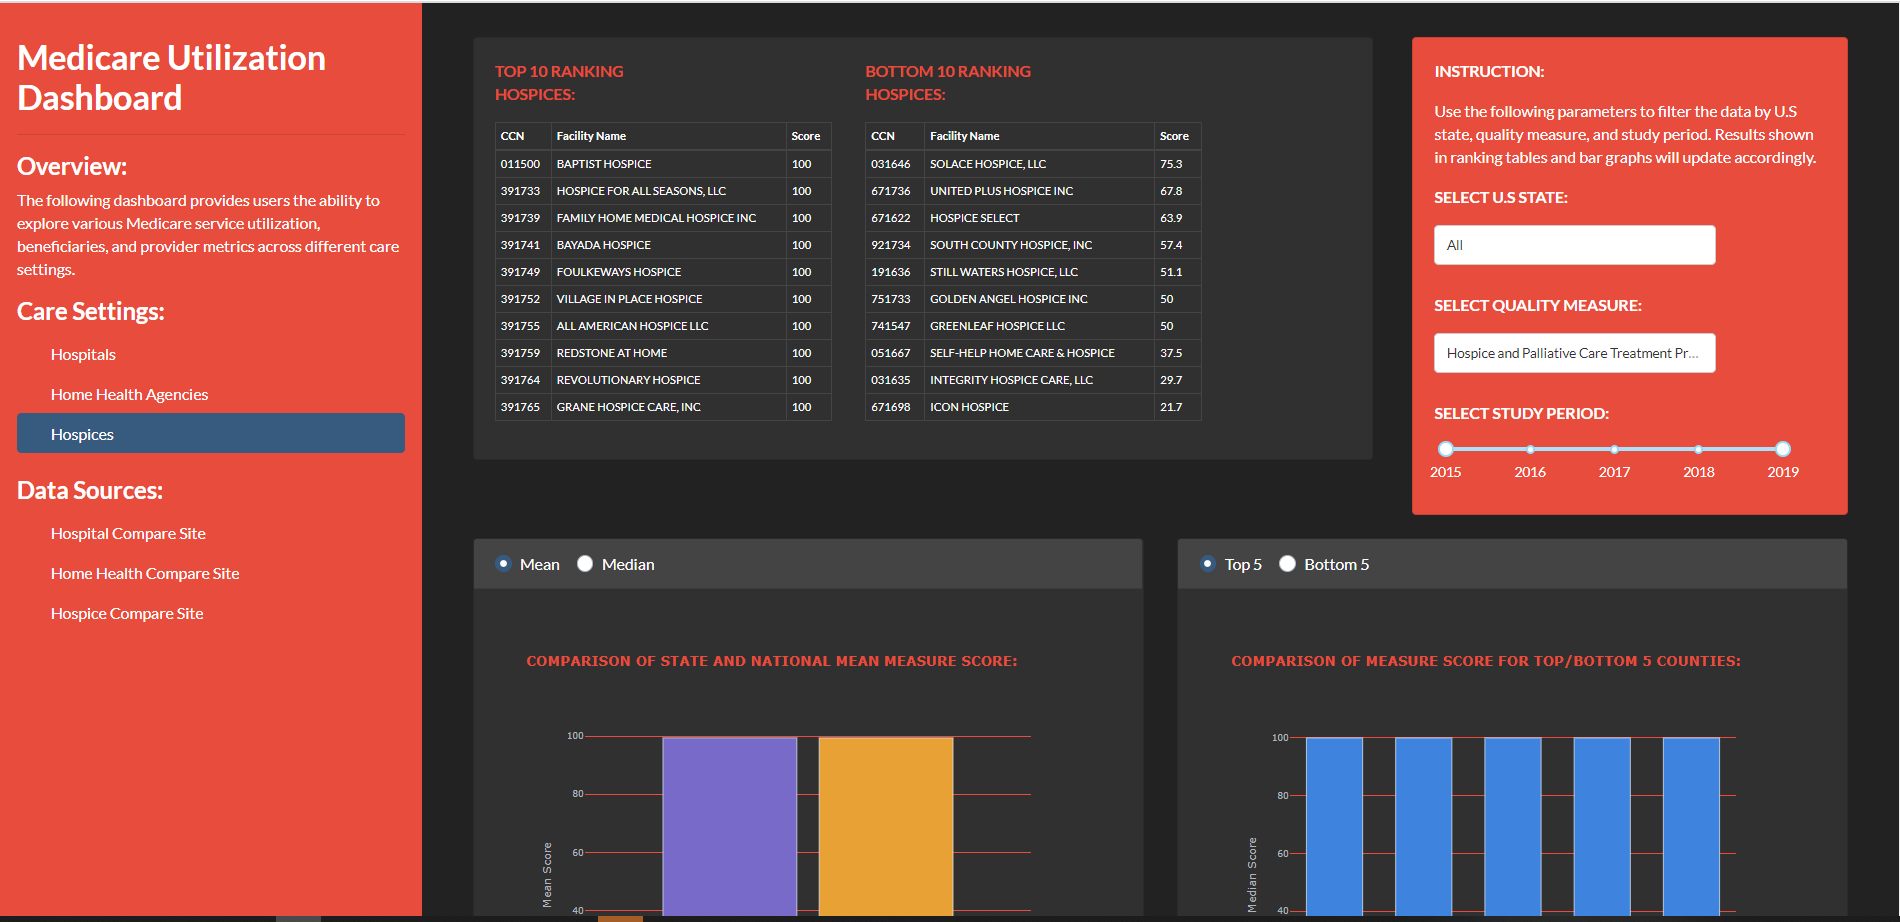 Medicare Utilization
Dashboard
Overview:
The following dashboard provides users the ability to
explore various Medicare service utilization,
beneficiaries, and provider metrics across different care
settings.
Care Settings:
Hospitals
Home Health Agencies
Hospices
Data Sources:
Hospital Compare Site
Home Health Compare Site
Hospice Compare Site
TOP 10 RANKING
HOSPICES:
CCN Facility Name Score
011500 BAPTIST HOSPICE 100
391733 HOSPICE FOR ALL SEASONS, LLC 100
391739 FAMILY HOME MEDICAL HOSPICE INC 100
391741 BAYADA HOSPICE 100
391749 FOULKEWAYS HOSPICE 100
391752 VILLAGE IN PLACE HOSPICE 100
391755 ALL AMERICAN HOSPICE LLC 100
391759 REDSTONE AT HOME 100
391764 REVOLUTIONARY HOSPICE 100
391765 GRANE HOSPICE CARE, INC 100
BOTTOM 10 RANKING
HOSPICES:
CCN Facility Name Score
031646 SOLACE HOSPICE, LLC 75.3
671736 UNITED PLUS HOSPICE INC 67.8
671622 HOSPICE SELECT 63.9
921734 SOUTH COUNTY HOSPICE, INC 57.4
191636 STILL WATERS HOSPICE, LLC 51.1
751733 GOLDEN ANGEL HOSPICE INC 50
741547 GREENLEAF HOSPICE LLC 50
051667 SELF-HELP HOME CARE & HOSPICE 37.5
031635 INTEGRITY HOSPICE CARE, LLC 29.7
671698 ICON HOSPICE 21.7
INSTRUCTION:
Use the following parameters to filter the data by U.S
state, quality measure, and study period. Results shown
in ranking tables and bar graphs will update accordingly.
SELECT U.S STATE:
All
SELECT QUALITY MEASURE:
Hospice and Palliative Care Treatment Pr...
SELECT STUDY PERIOD:
2015 2016 2017 2018 2019
Mean Median
COMPARISON OF STATE AND NATIONAL MEAN MEASURE SCORE:
100
80
60
40
Mean Score
Top 5 Bottom 5
COMPARISON OF MEASURE SCORE FOR TOP/BOTTOM 5 COUNTIES:
100
80
60
40
Median Score